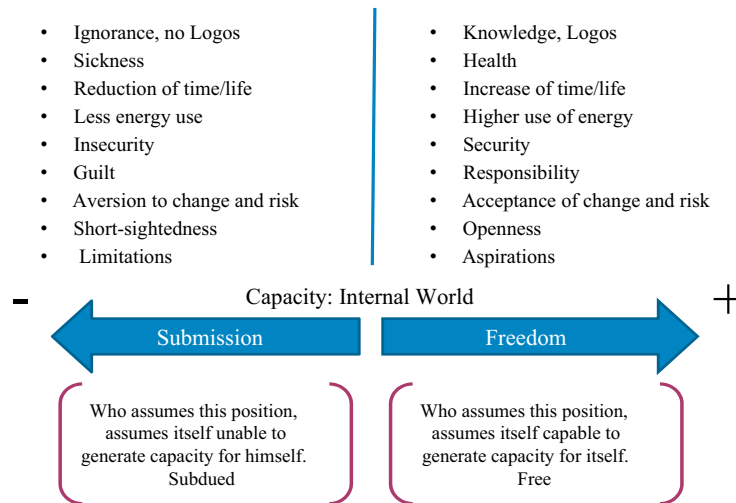 • Ignorance, no Logos
• Sickness
• Reduction of time/life
• Less energy use
• Insecurity
• Guilt
• Aversion to change and risk
• Short-sightedness
• Limitations
• Knowledge, Logos
• Health
• Increase of time/life
• Higher use of energy
• Security
• Responsibility
• Acceptance of change and risk
• Openness
• Aspirations
-
Capacity: Internal World
+
Submission
Freedom
Who assumes this position,
assumes itself unable to
generate capacity for himself.
Subdued
Who assumes this position,
assumes itself capable to
generate capacity for itself.
Free